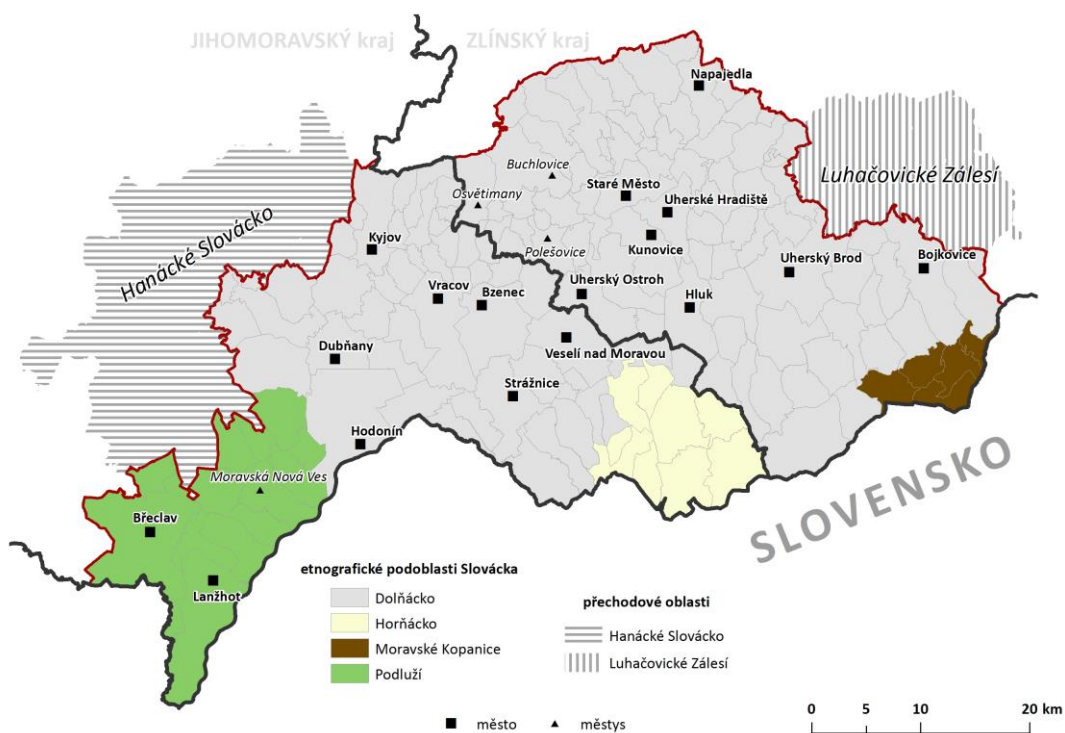 JIHOMORAVSKÝ kraj
ZLÍNSKÝ kraj
Napajedla
Buchlovice
Luhačovické Zálesí
Osvětimany
Staré Město
Uherské Hradiště
Hanácké Slovácko
Kyjov
Polešovice
Kunovice
Uherský Brod
Bojkovice
Vracov
Bzenec
Uherský Ostroh
Hluk
Dubňany
Veselí nad Moravou
Strážnice
Hodonín
Moravská Nová Ves
SLOVENSKO
Břeclav
Lanžhot
etnografické podoblasti Slovácka
Dolňácko
Horňácko
Moravské Kopanice
Podluží
přechodové oblasti
Hanácké Slovácko
Luhačovické Zálesí
město
městys
0 5 10 20 km